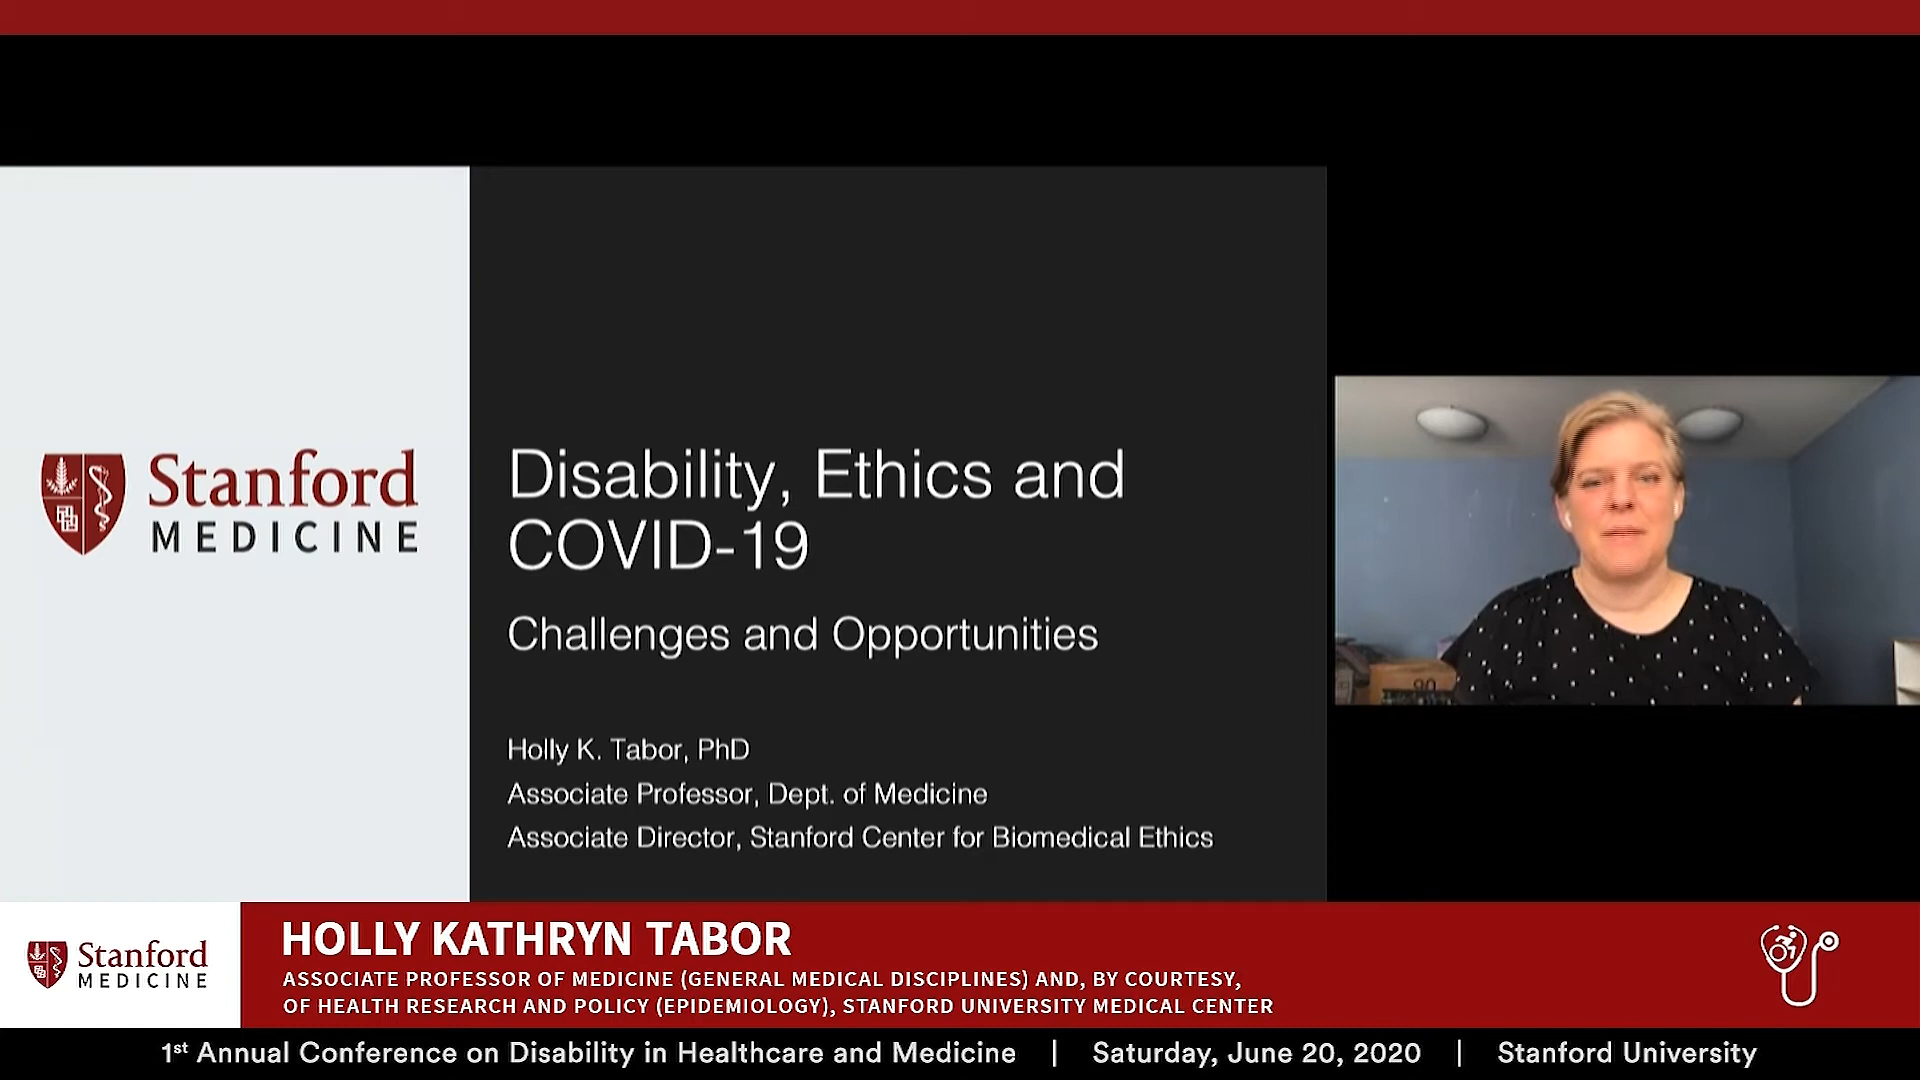 Stanford
MEDICINE
Disability, Ethics and
COVID-19
Challenges and Opportunities
Holly K. Tabor, PhD
Associate Professor, Dept. of Medicine
Associate Director, Stanford Center for Biomedical Ethics
90
Stanford
MEDICINE
HOLLY KATHRYN TABOR
ASSOCIATE PROFESSOR OF MEDICINE (GENERAL MEDICAL DISCIPLINES) AND, BY COURTESY,
OF HEALTH RESEARCH AND POLICY (EPIDEMIOLOGY), STANFORD UNIVERSITY MEDICAL CENTER
1st Annual Conference on Disability in Healthcare and Medicine | Saturday, June 20, 2020 | Stanford University